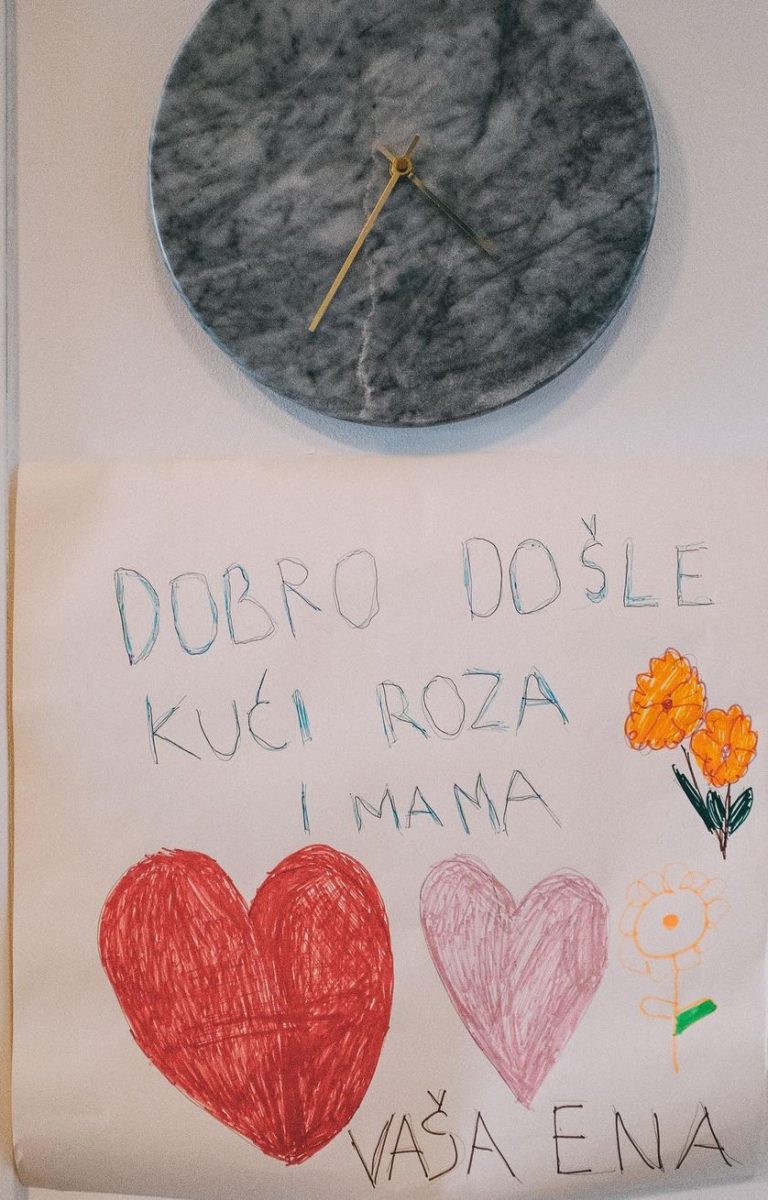 DOBRO DOŠLE
KUĆI ROZA
I MAMA
VAŠA ENA